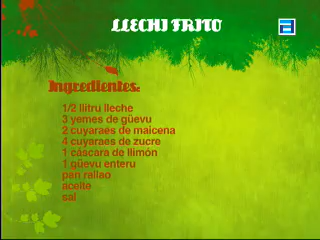 LLECHI FRITO
a
Ingredientes:
1/2 llitru lleche
3 yemes de güevu
2 cuyaraes de maicena
4 cuyaraes de zucre
1 cáscara de llimón
1 güevu enteru
pan rallao
aceite
sal